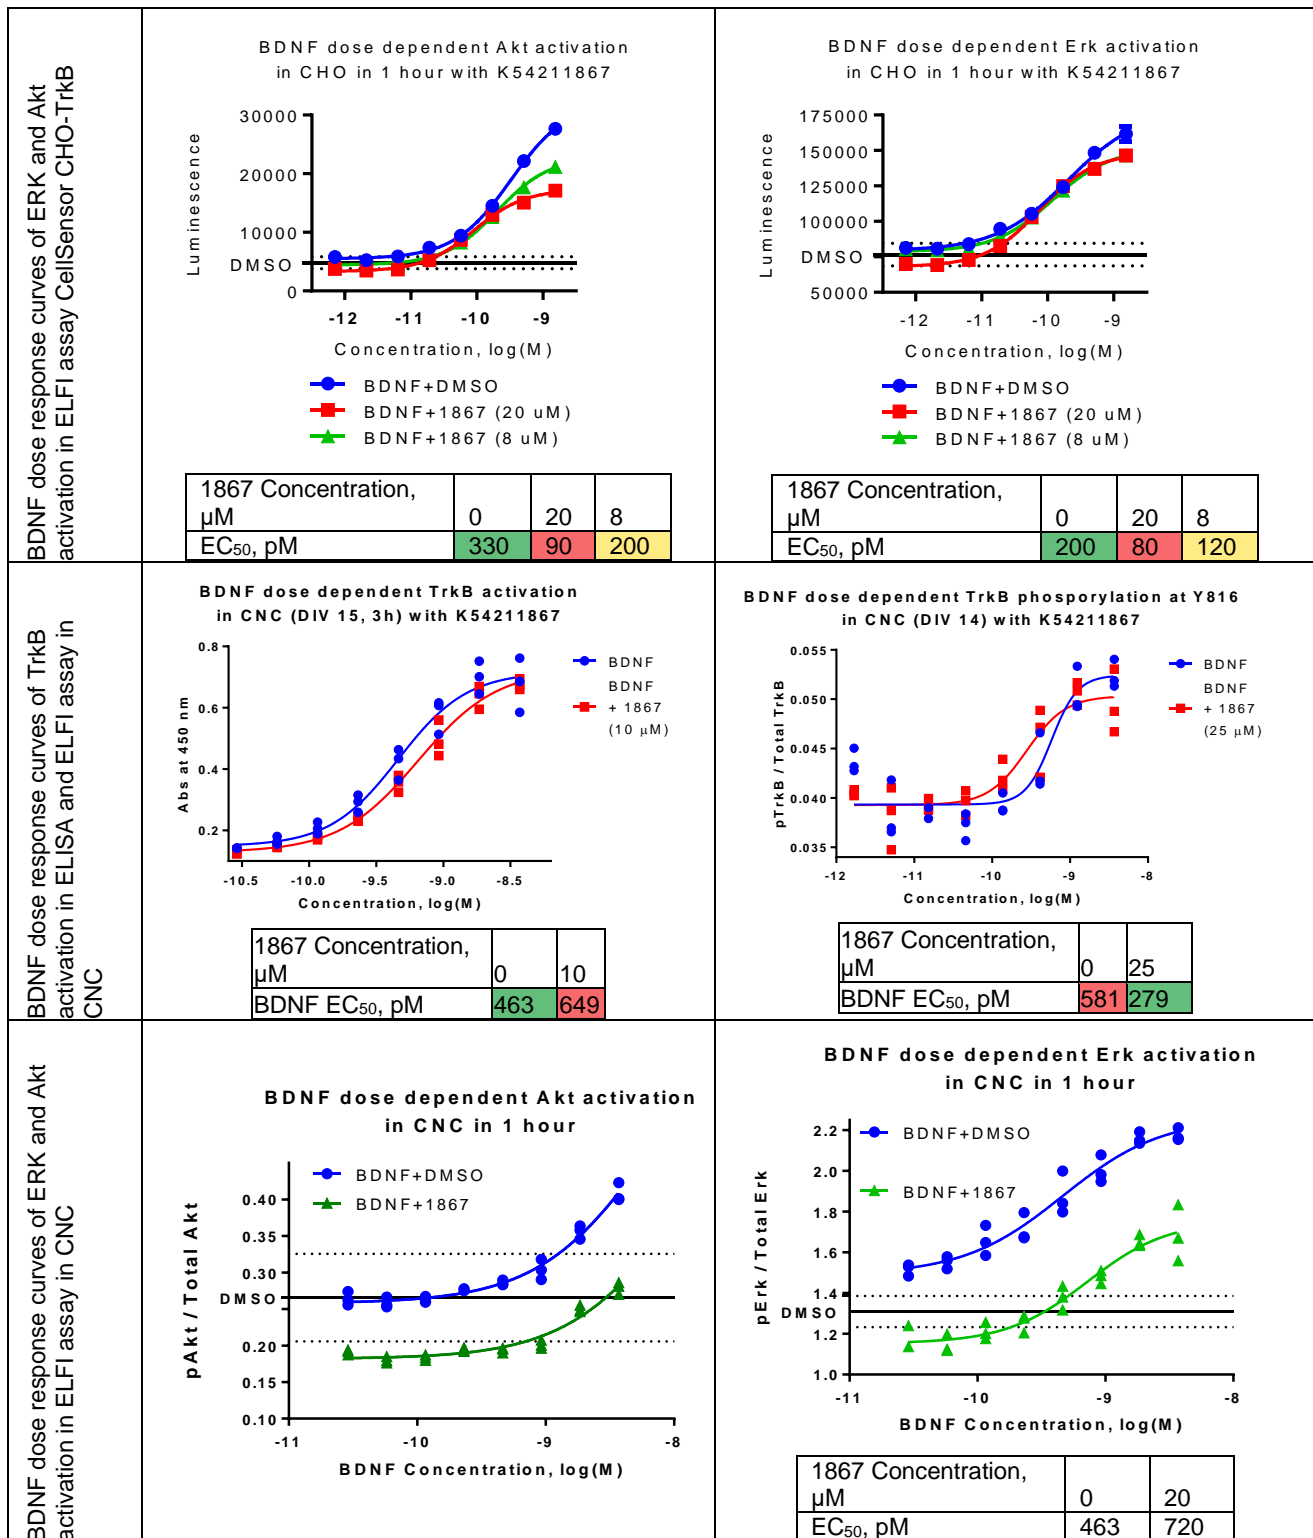 BDNF dose response curves of ERK and Akt
activation in ELFI assay CellSensor CHO-TrkB
BDNF dose dependent Akt activation
in CHO in 1 hour with K54211867
Luminescence
30000
20000
10000
DMSO
0
-12 -11 -10 -9
Concentration, log(M)
BDNF+DMSO
BDNF+1867 (20 uM)
BDNF+1867 (8 uM)
1867 Concentration,
µM 0 20 8
EC50, pM 330 90 200
BDNF dose dependent Erk activation
in CHO in 1 hour with K54211867
Luminescence
175000
150000
125000
100000
DMSO
50000
-12 -11 -10 -9
Concentration, log(M)
BDNF+DMSO
BDNF+1867 (20 uM)
BDNF+1867 (8 uM)
1867 Concentration,
µM 0 20 8
EC50, pM 200 80 120
BDNF dose response curves of TrkB
activation in ELISA and ELFI assay in
CNC
BDNF dose dependent TrkB activation
in CNC (DIV 15, 3h) with K54211867
Abs at 450 nm
0.8
0.6
0.4
0.2
-10.5 -10.0 -9.5 -9.0 -8.5
Concentration, log(M)
BDNF
BDNF
+ 1867
(10 µM)
1867 Concentration,
µM 0 10
BDNF EC50, pM 463 649
BDNF dose dependent TrkB phosporylation at Y816
in CNC (DIV 14) with K54211867
pTrkB / Total TrkB
0.055
0.050
0.045
0.040
0.035
-12 -11 -10 -9 -8
Concentration, log(M)
BDNF
BDNF
+ 1867
(25 µM)
1867 Concentration,
µM 0 25
BDNF EC50, pM 581 279
BDNF dose response curves of ERK and Akt
activation in ELFI assay in CNC
BDNF dose dependent Akt activation
in CNC in 1 hour
pAkt / Total Akt
BDNF+DMSO
BDNF+1867
0.40
0.35
0.30
DMSO
0.20
0.15
0.10
-11 -10 -9 -8
BDNF Concentration, log(M)
BDNF dose dependent Erk activation
in CNC in 1 hour
pErk / Total Erk
BDNF+DMSO
BDNF+1867
2.2
2.0
1.8
1.6
1.4
DMSO
1.2
1.0
-11 -10 -9 -8
BDNF Concentration, log(M)
1867 Concentration,
µM 0 20
EC50, pM 463 720